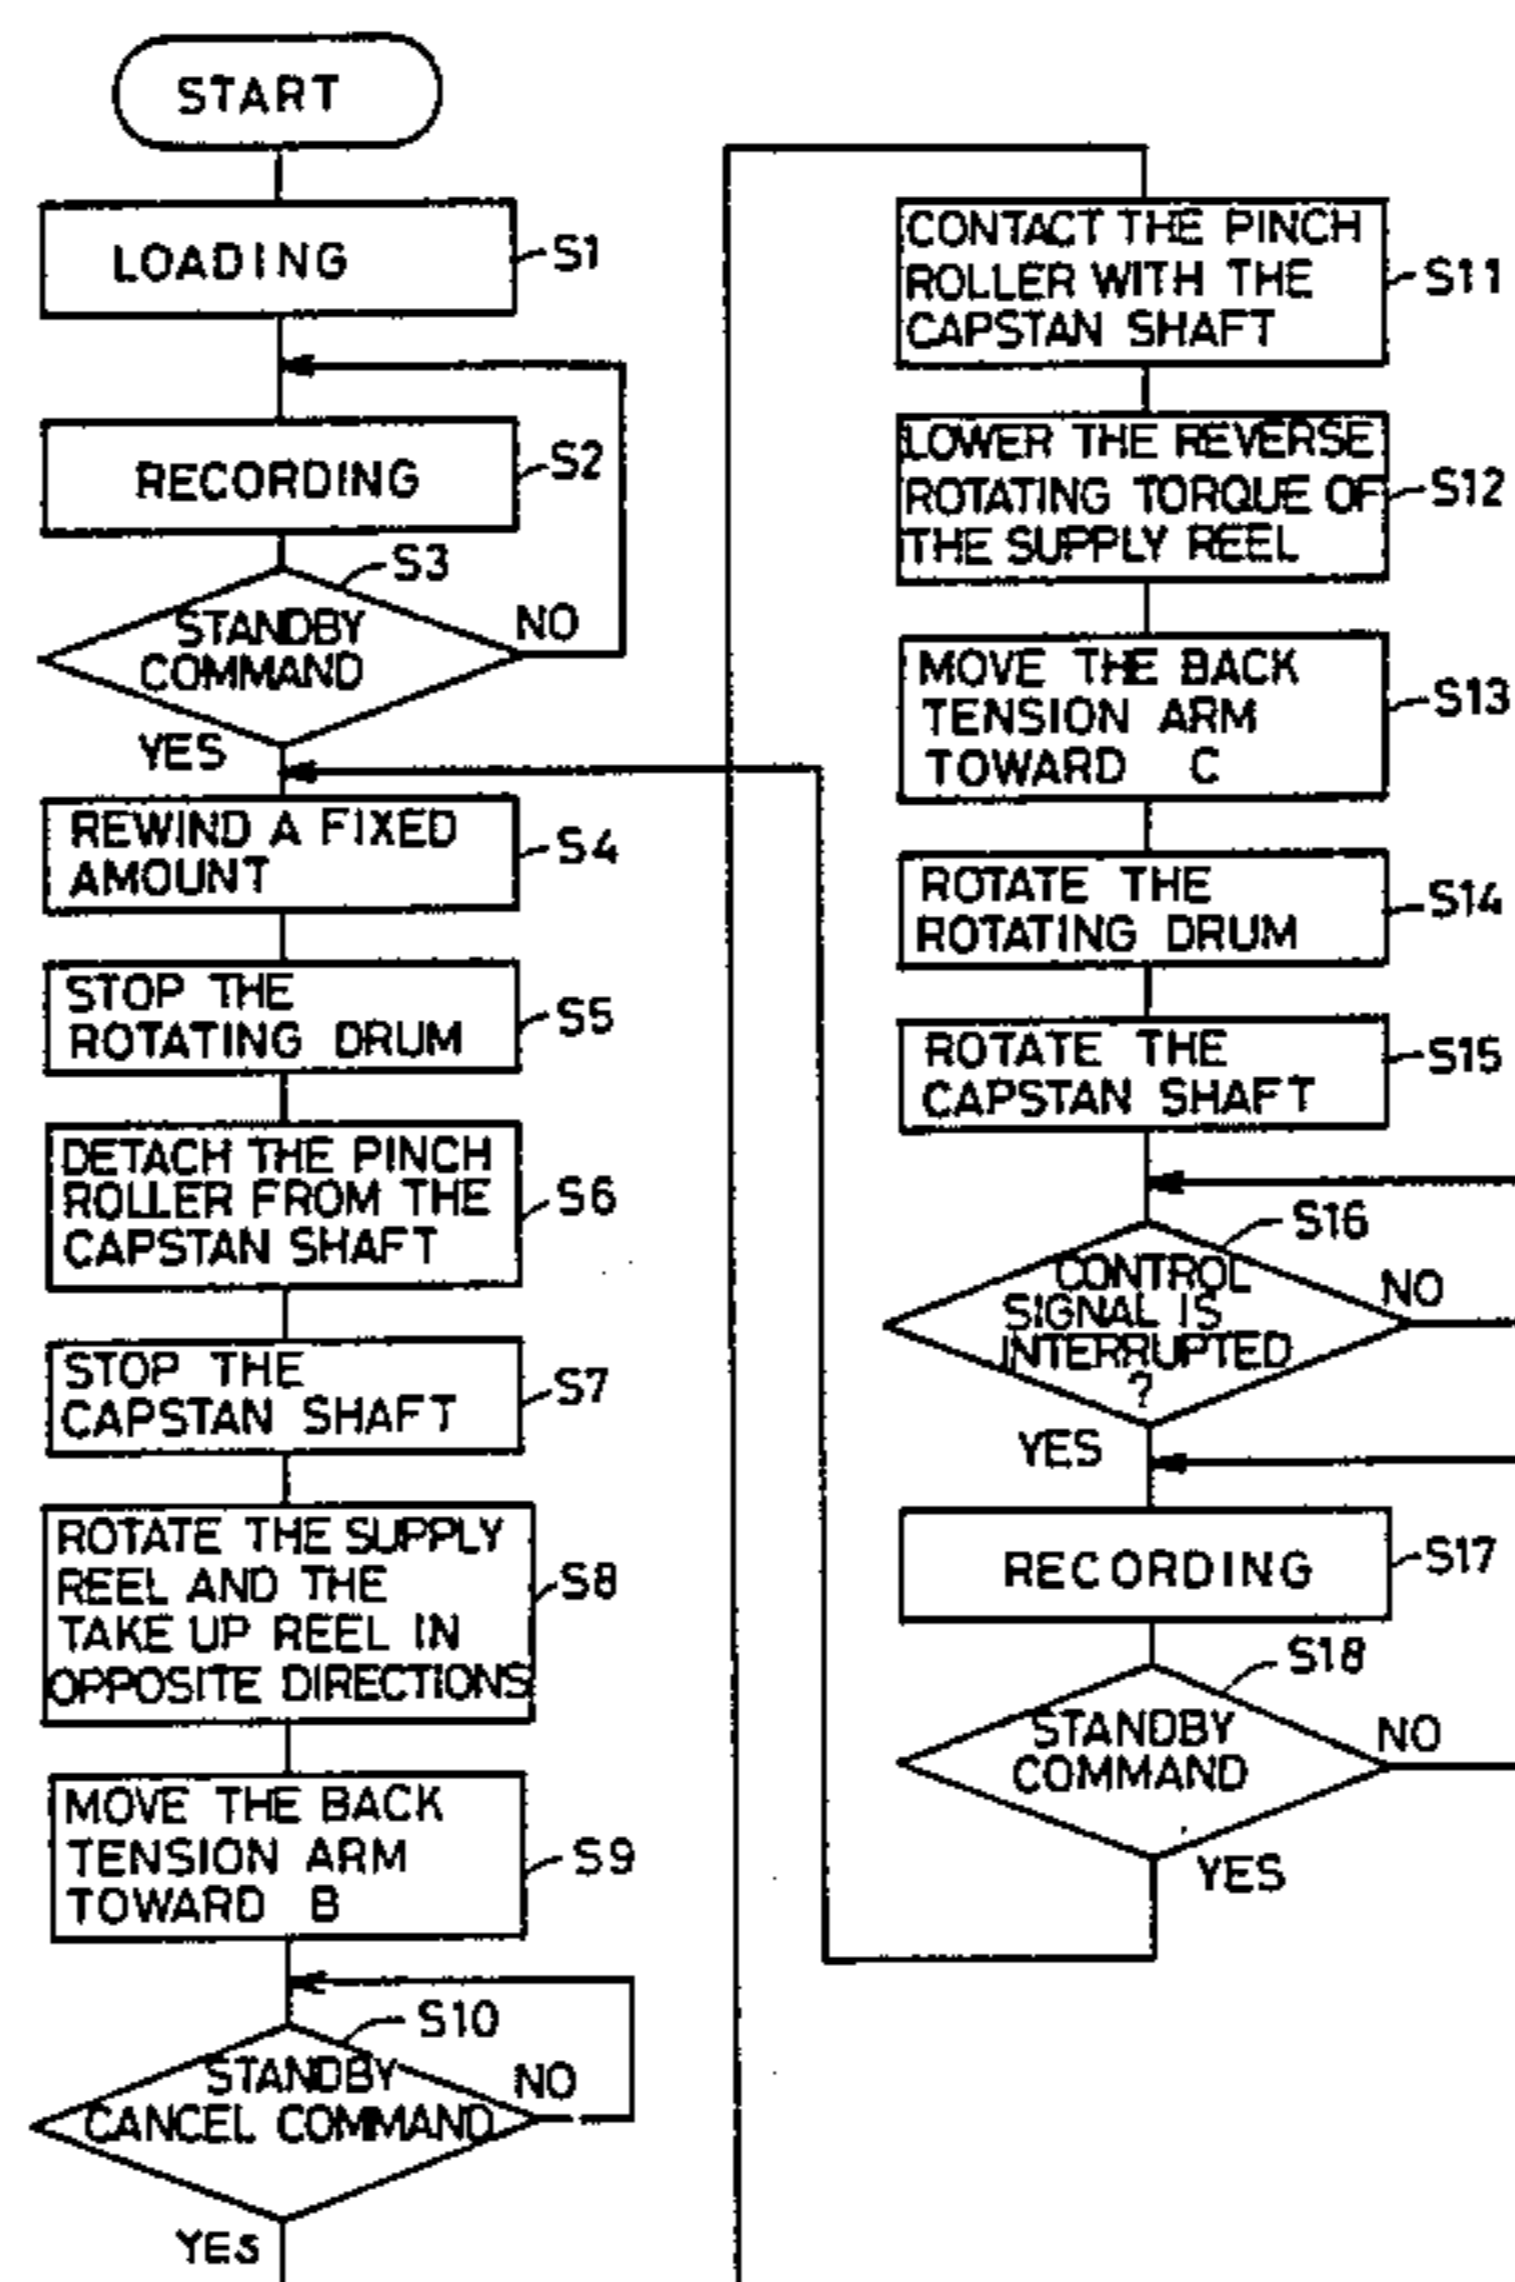 START
LOADING
S1
RECORDING
S2
S3
STANDBY
COMMAND
NO
YES
REWIND A FIXED
AMOUNT
S4
STOP THE
ROTATING DRUM
S5
DETACH THE PINCH
ROLLER FROM THE
CAPSTAN SHAFT
S6
STOP THE
CAPSTAN SHAFT
S7
ROTATE THE SUPPLY
REEL AND THE
TAKE UP REEL IN
OPPOSITE DIRECTIONS
S8
MOVE THE BACK
TENSION ARM
TOWARD B
S9
S10
STANDBY
CANCEL COMMAND
NO
YES
CONTACT THE PINCH
ROLLER WITH THE
CAPSTAN SHAFT
S11
LOWER THE REVERSE
ROTATING TORQUE OF
THE SUPPLY REEL
S12
MOVE THE BACK
TENSION ARM
TOWARD C
S13
ROTATE THE
ROTATING DRUM
S14
ROTATE THE
CAPSTAN SHAFT
S15
S16
CONTROL
SIGNAL IS
INTERRUPTED
?
NO
YES
RECORDING
S17
S18
STANDBY
COMMAND
NO
YES